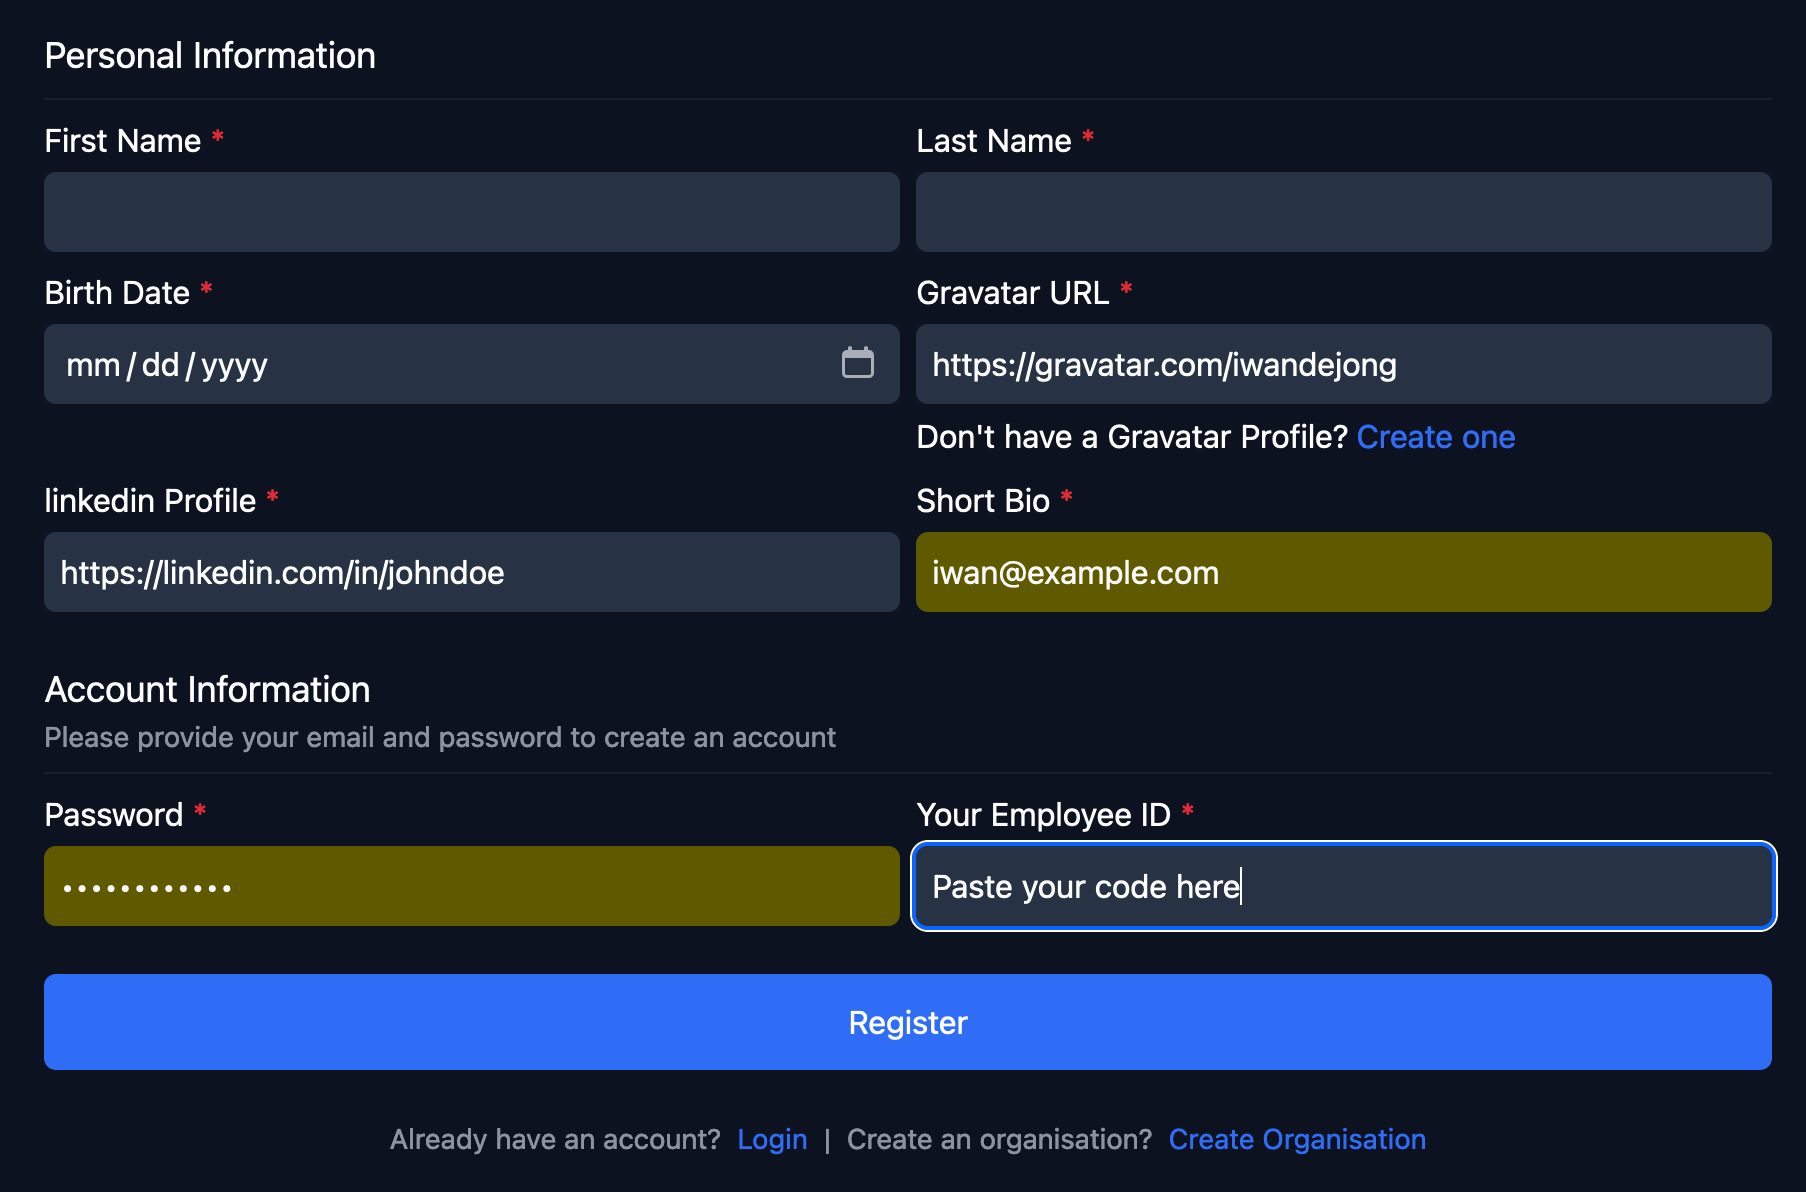 Personal Information
First Name *
Last Name *
Birth Date *
Gravatar URL *
mm / dd / yyyy
https://gravatar.com/iwandejong
Don't have a Gravatar Profile? Create one
linkedin Profile *
Short Bio *
https://linkedin.com/in/johndoe
iwan@example.com
Account Information
Please provide your email and password to create an account
Password *
Your Employee ID *
••••••••••••
Paste your code here
Register
Already have an account? Login | Create an organisation? Create Organisation